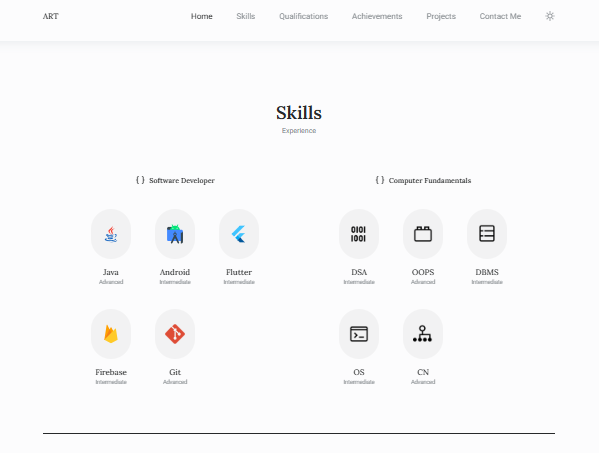 ART
Home Skills Qualifications Achievements Projects Contact Me
Skills
Experience
{ } Software Developer
Java Android Flutter
Advanced Intermediate Intermediate
Firebase Git
Intermediate Advanced
{ } Computer Fundamentals
0101
1001
DSA OOPS DBMS
Intermediate Advanced Intermediate
OS CN
Intermediate Advanced